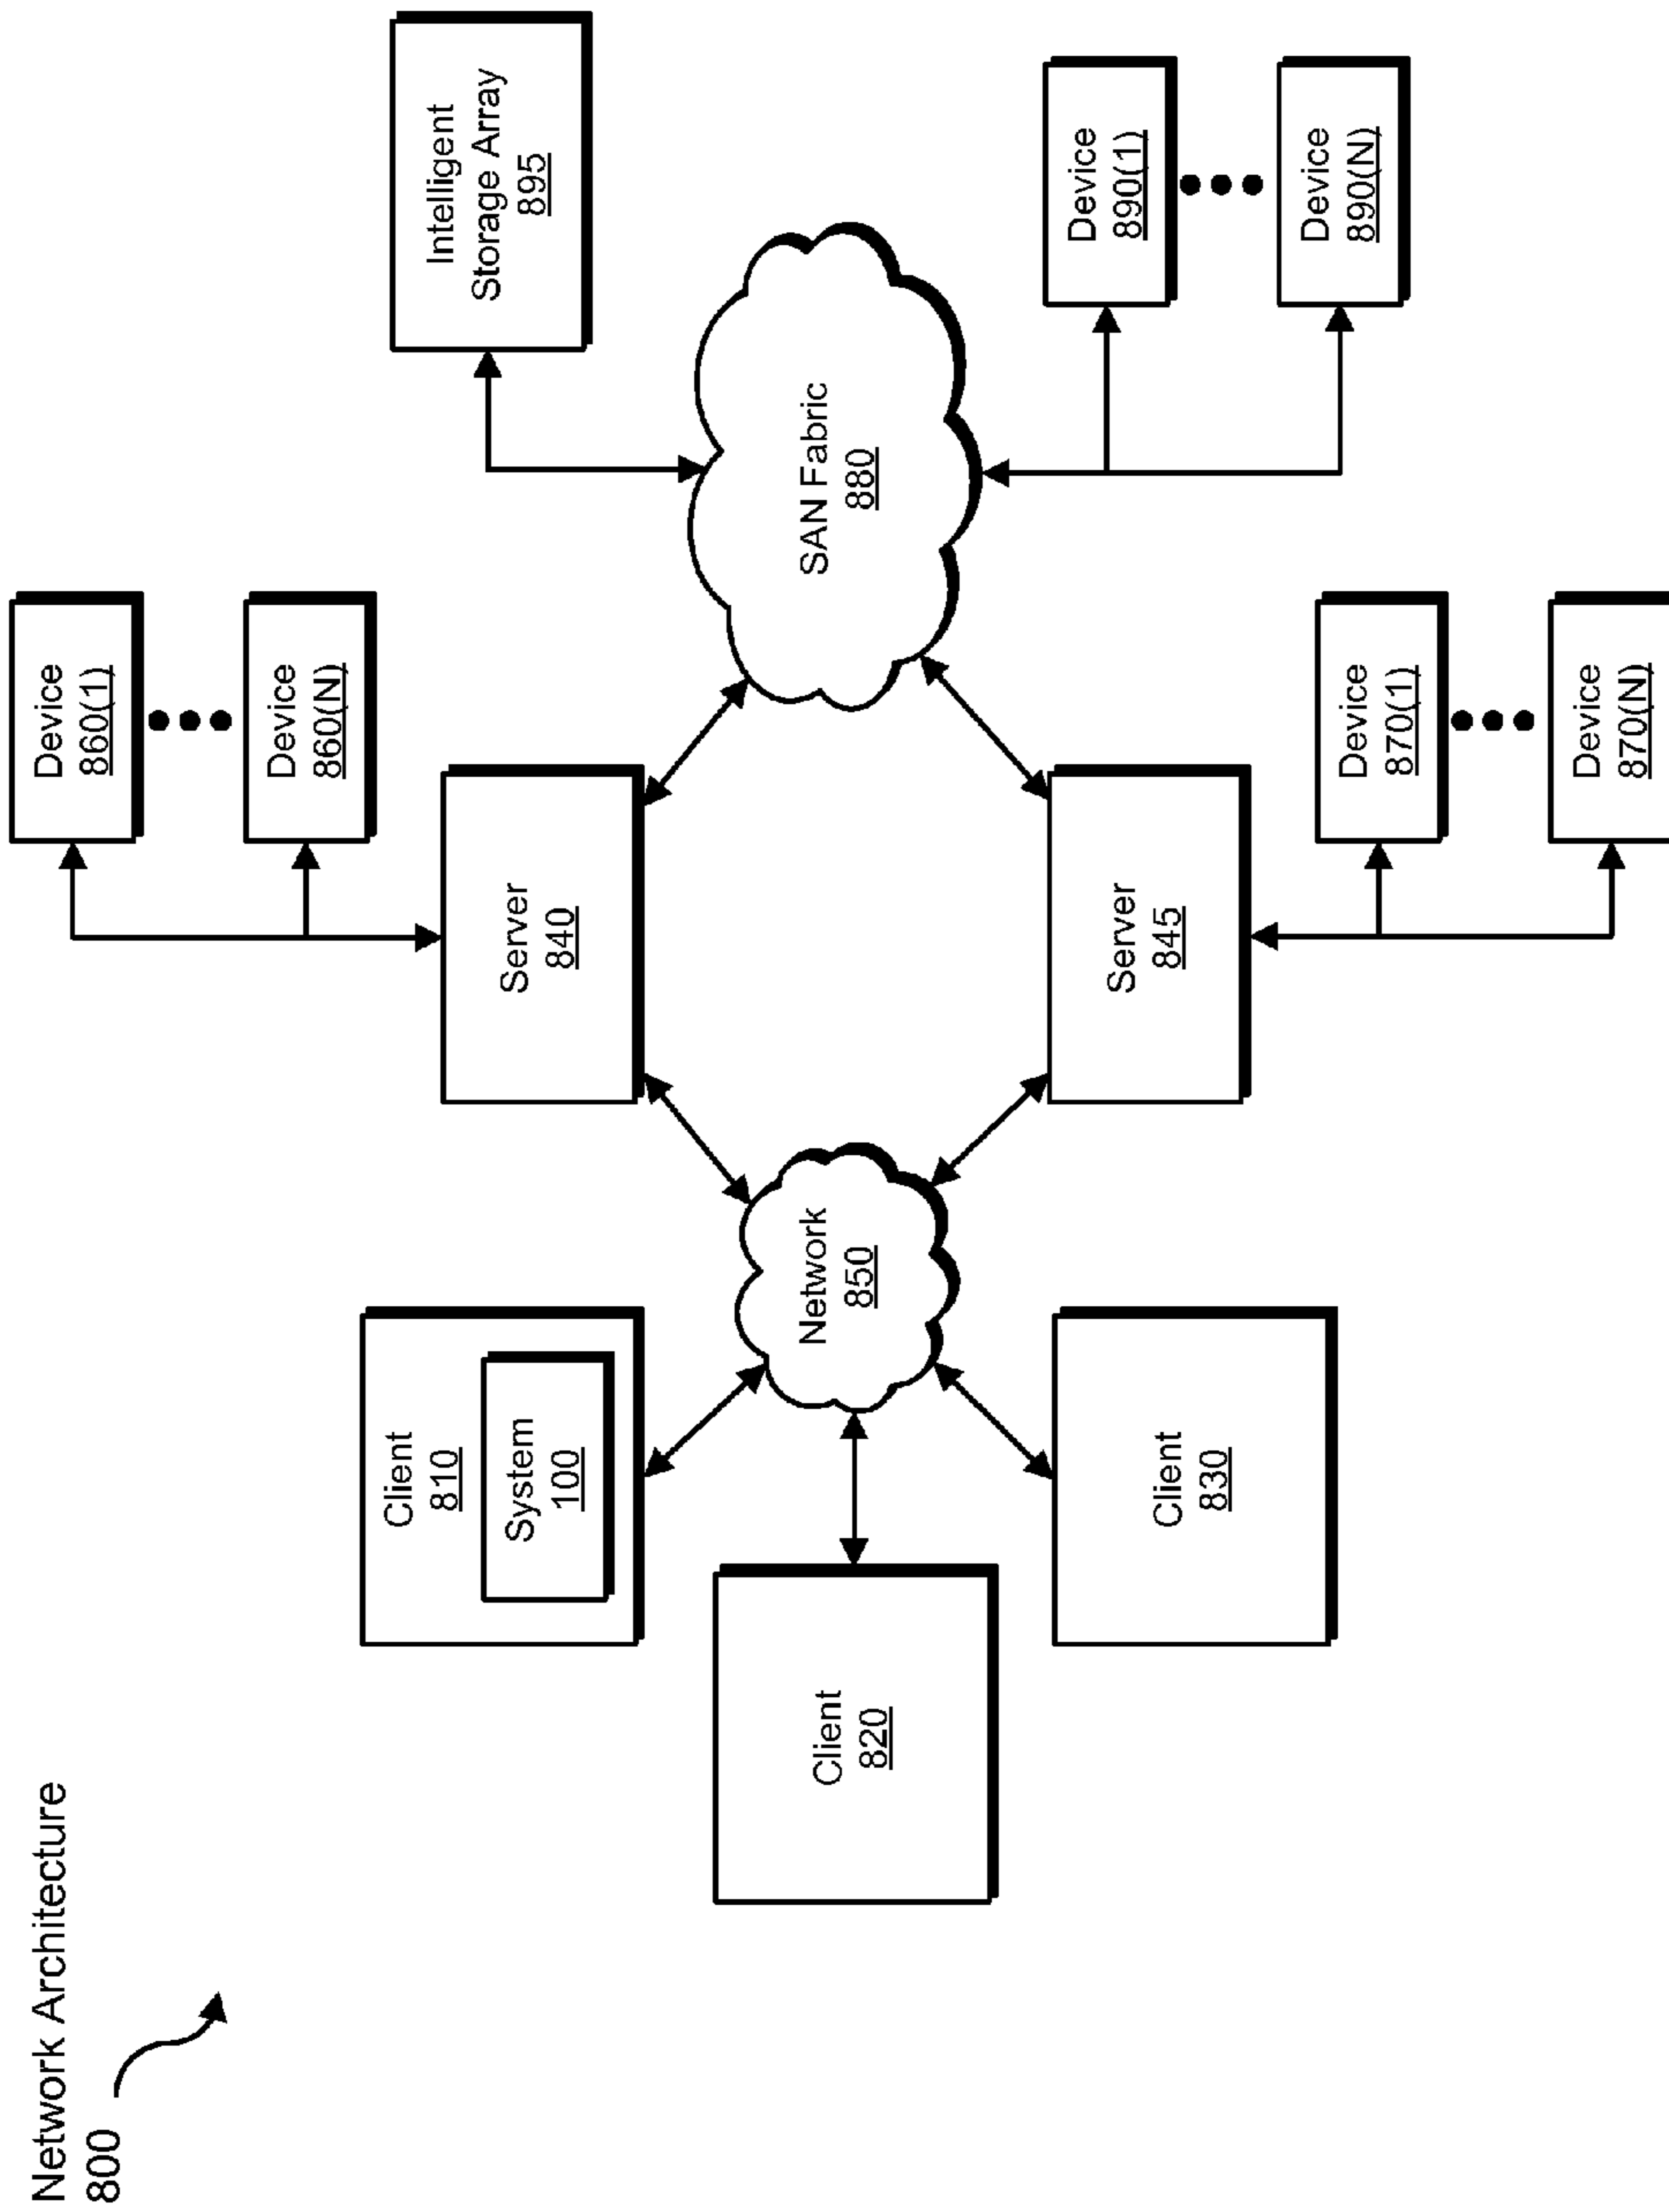 Network Architecture
800
Client
810
System
100
Client
820
Client
830
Network
850
Server
840
Server
845
Device
860(1)
Device
860(N)
Device
870(1)
Device
870(N)
SAN Fabric
880
Intelligent
Storage Array
895
Device
890(1)
Device
890(N)